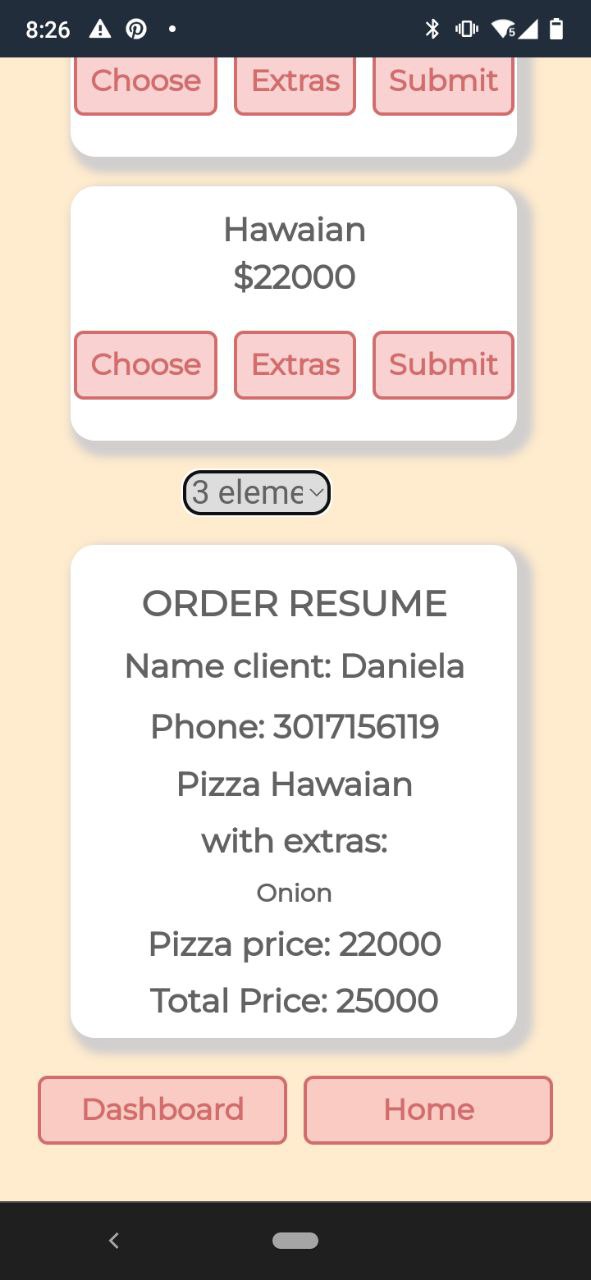 8:26
Choose Extras Submit
Hawaian
$22000
Choose Extras Submit
3 eleme
ORDER RESUME
Name client: Daniela
Phone: 3017156119
Pizza Hawaian
with extras:
Onion
Pizza price: 22000
Total Price: 25000
Dashboard Home